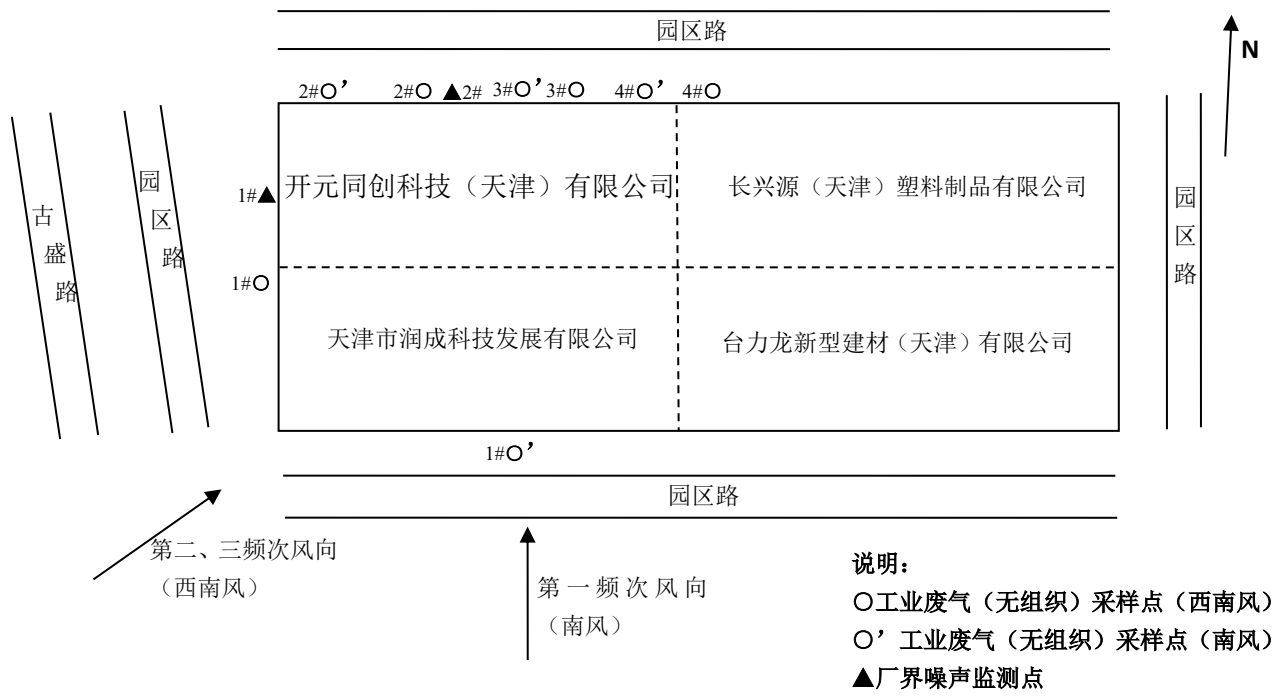 园区路
N
2#○’ 2#○ ▲2# 3#○’ 3#○ 4#○’ 4#○
1#▲
开元同创科技（天津）有限公司
长兴源（天津）塑料制品有限公司
古盛路
园区路
园区路
1#○
天津市润成科技发展有限公司
台力龙新型建材（天津）有限公司
1#○’
园区路
第二、三频次风向
（西南风）
第一频次风向
（南风）
说明：
○工业废气（无组织）采样点（西南风）
○’工业废气（无组织）采样点（南风）
▲厂界噪声监测点